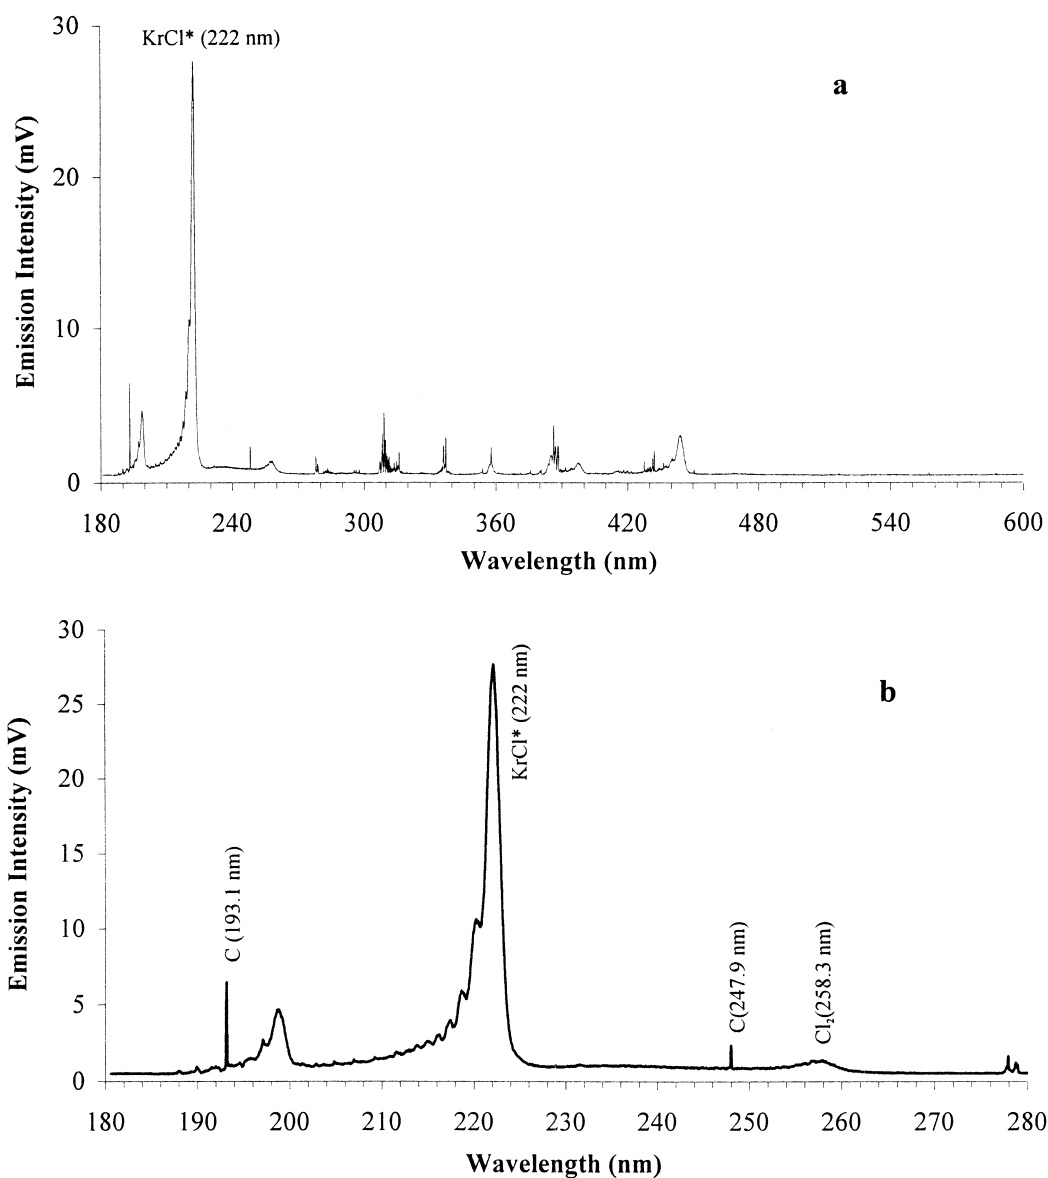 30
KrCl* (222 nm)
a
20
10
0
Emission Intensity (mV)
180 240 300 360 420 480 540 600
Wavelength (nm)
30
b
25
20
15
10
5
0
Emission Intensity (mV)
C (193.1 nm)
KrCl* (222 nm)
C(247.9 nm)
Cl₂(258.3 nm)
180 190 200 210 220 230 240 250 260 270 280
Wavelength (nm)